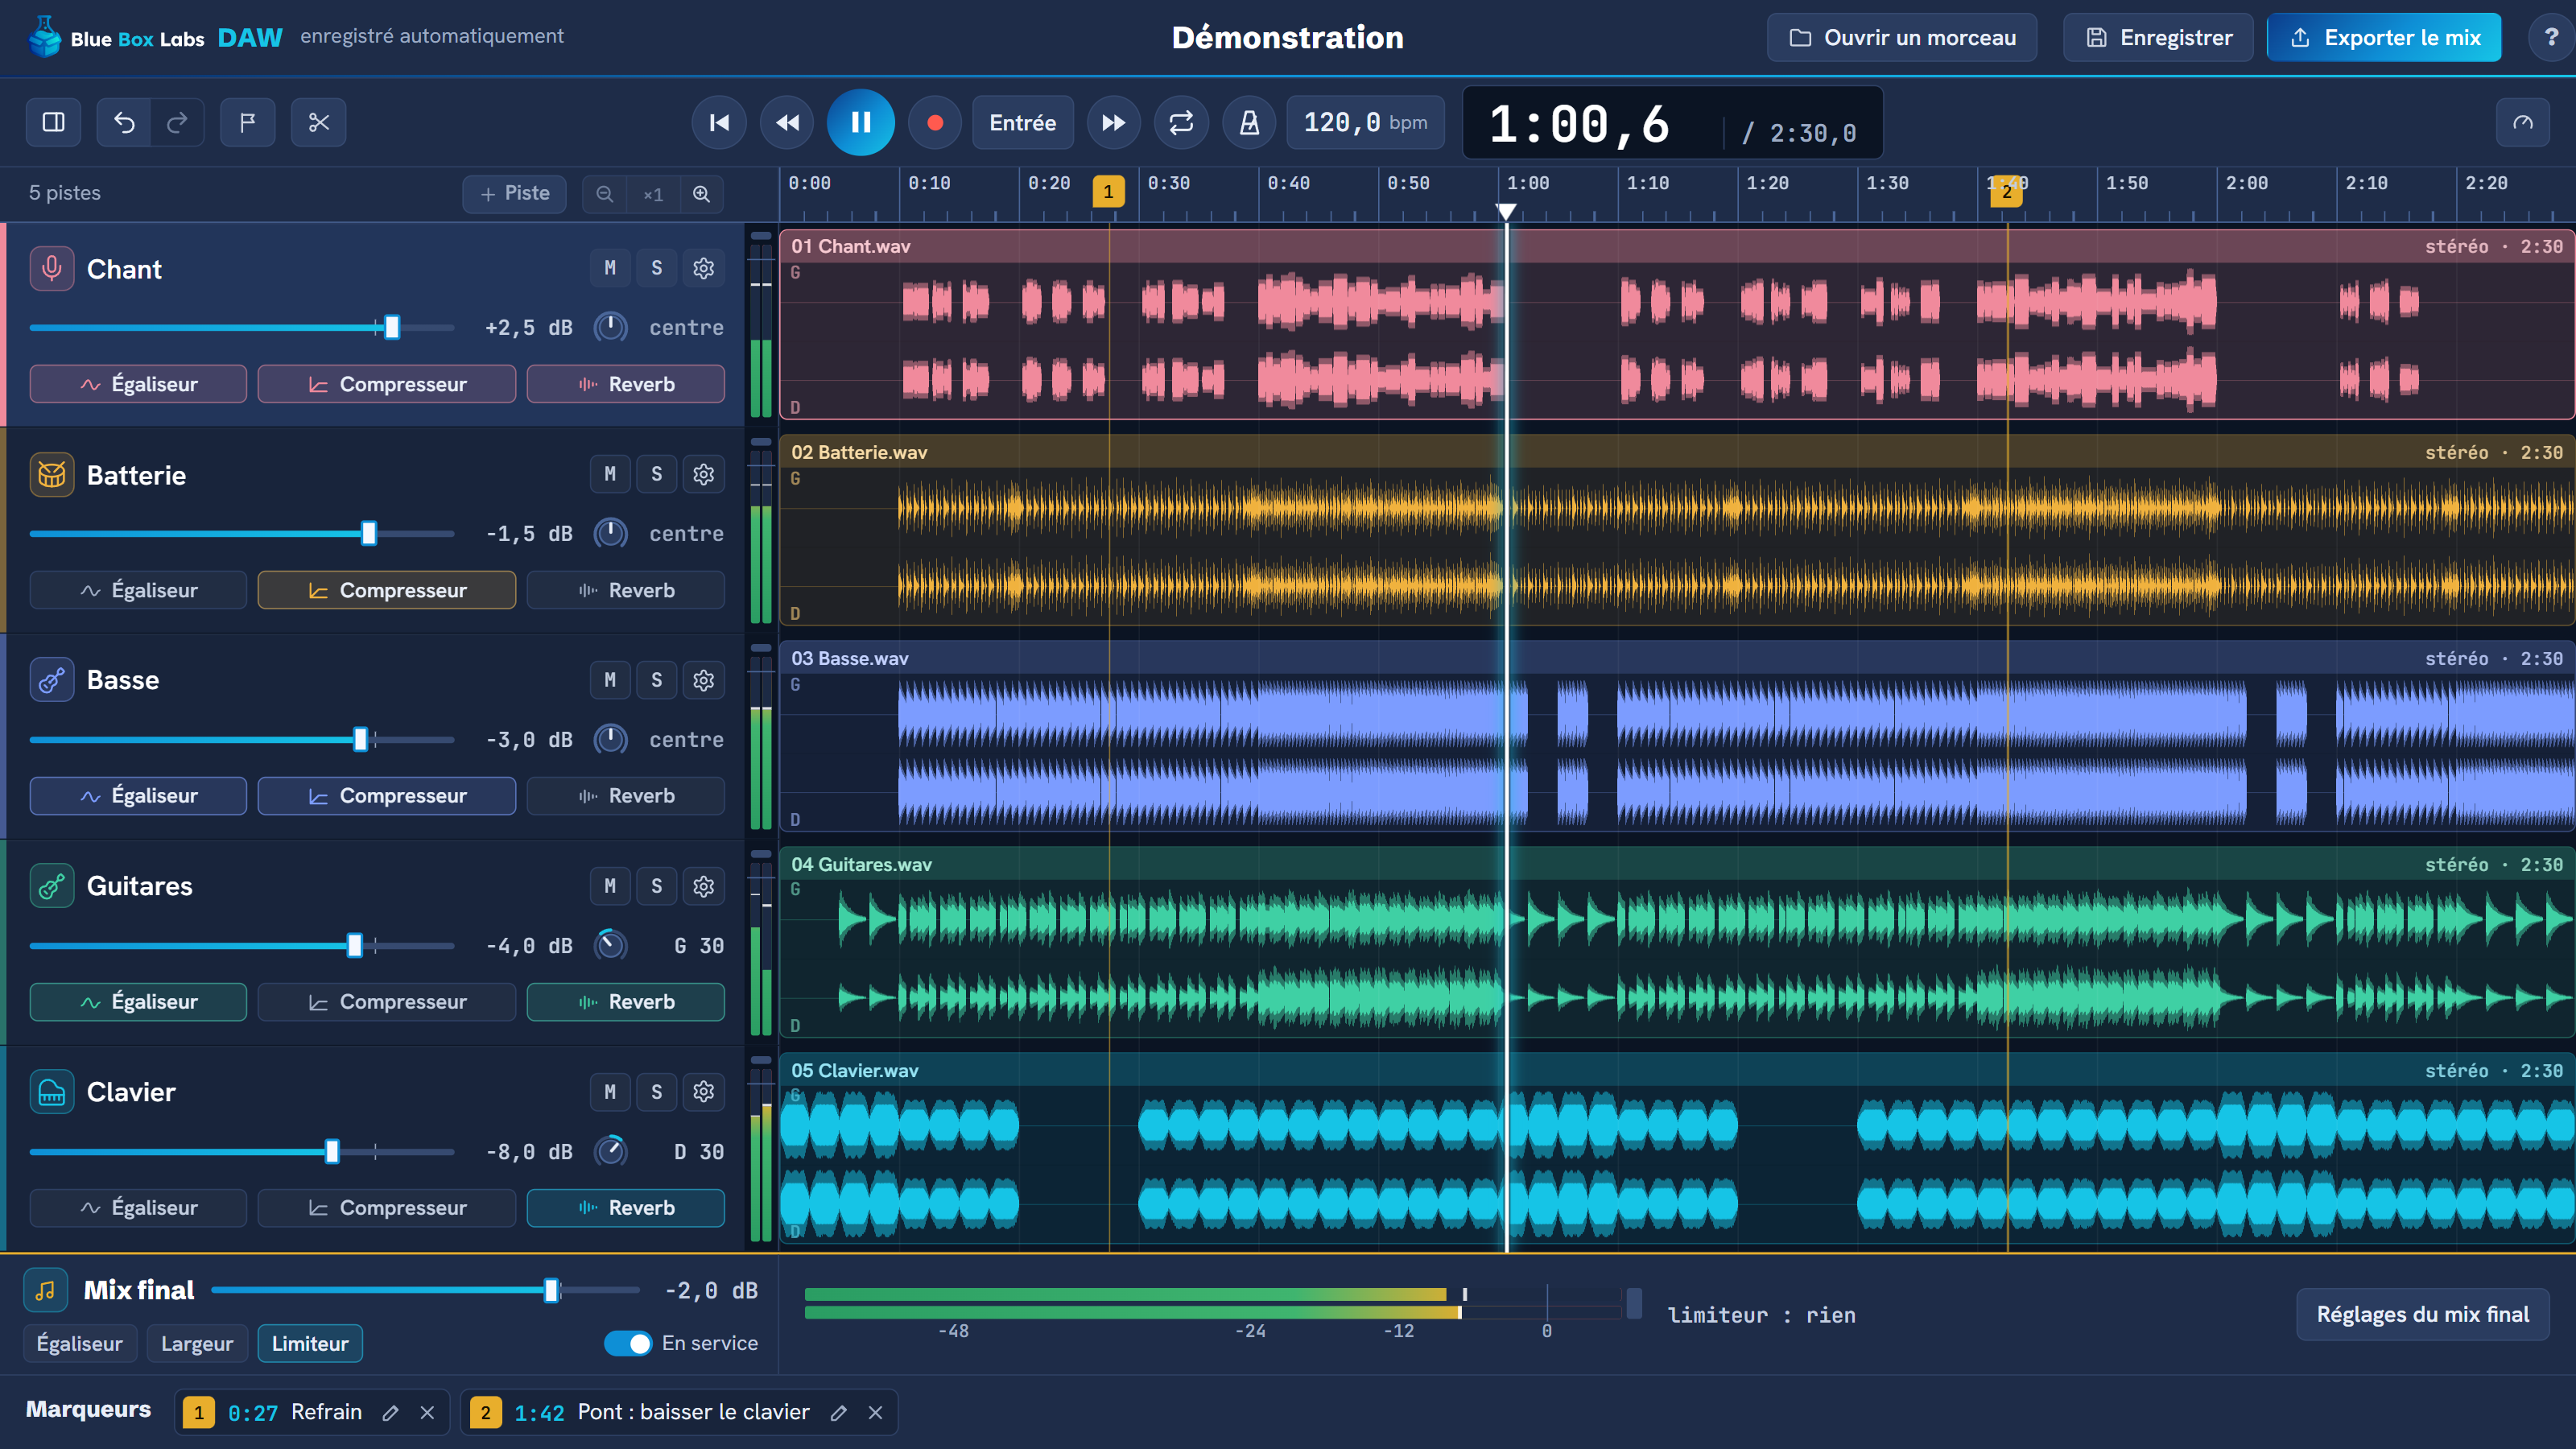 Blue Box Labs DAW enregistré automatiquement
Démonstration
Ouvrir un morceau
Enregistrer
Exporter le mix
?
Entrée
120,0 bpm
1:00,6 / 2:30,0
5 pistes
+ Piste
×1
0:00 0:10 0:20 1 0:30 0:40 0:50 1:00 1:10 1:20 1:30 1:40 2 1:50 2:00 2:10 2:20
Chant
M S
+2,5 dB centre
Égaliseur Compresseur Reverb
01 Chant.wav stéréo · 2:30
G
D
Batterie
M S
-1,5 dB centre
Égaliseur Compresseur Reverb
02 Batterie.wav stéréo · 2:30
G
D
Basse
M S
-3,0 dB centre
Égaliseur Compresseur Reverb
03 Basse.wav stéréo · 2:30
G
D
Guitares
M S
-4,0 dB G 30
Égaliseur Compresseur Reverb
04 Guitares.wav stéréo · 2:30
G
D
Clavier
M S
-8,0 dB D 30
Égaliseur Compresseur Reverb
05 Clavier.wav stéréo · 2:30
G
D
Mix final -2,0 dB
Égaliseur Largeur Limiteur En service
-48 -24 -12 0
limiteur : rien
Réglages du mix final
Marqueurs
1 0:27 Refrain
2 1:42 Pont : baisser le clavier